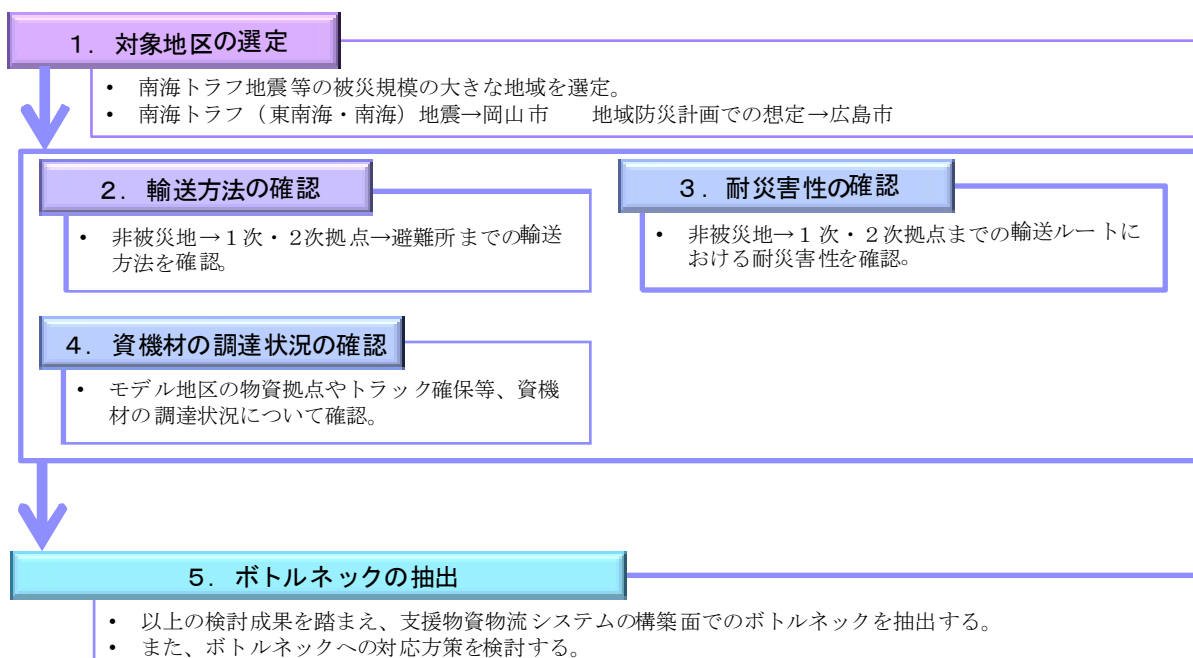 １．対象地区の選定
• 南海トラフ地震等の被災規模の大きな地域を選定。
• 南海トラフ（東南海・南海）地震→岡山市　　地域防災計画での想定→広島市
２．輸送方法の確認
• 非被災地→１次・２次拠点→避難所までの輸送
方法を確認。
３．耐災害性の確認
• 非被災地→１次・２次拠点までの輸送ルートに
おける耐災害性を確認。
４．資機材の調達状況の確認
• モデル地区の物資拠点やトラック確保等、資機
材の調達状況について確認。
５．ボトルネックの抽出
• 以上の検討成果を踏まえ、支援物資物流システムの構築面でのボトルネックを抽出する。
• また、ボトルネックへの対応方策を検討する。